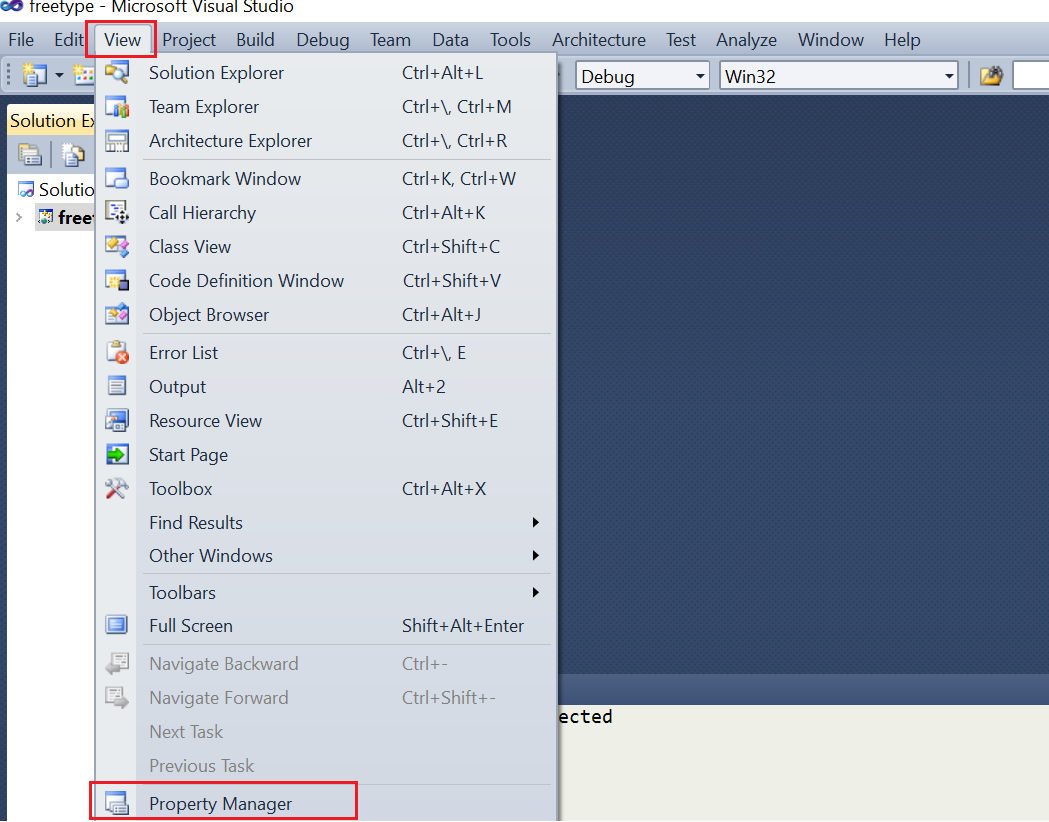 freetype - Microsoft Visual Studio
File Edit View Project Build Debug Team Data Tools Architecture Test Analyze Window Help
Debug Win32
Solution Explorer Ctrl+Alt+L
Team Explorer Ctrl+\, Ctrl+M
Solution Ex
Architecture Explorer Ctrl+\, Ctrl+R
Bookmark Window Ctrl+K, Ctrl+W
Solutio
Call Hierarchy Ctrl+Alt+K
freet
Class View Ctrl+Shift+C
Code Definition Window Ctrl+Shift+V
Object Browser Ctrl+Alt+J
Error List Ctrl+\, E
Output Alt+2
Resource View Ctrl+Shift+E
Start Page
Toolbox Ctrl+Alt+X
Find Results
Other Windows
Toolbars
Full Screen Shift+Alt+Enter
Navigate Backward Ctrl+-
Navigate Forward Ctrl+Shift+-
ected
Next Task
Previous Task
Property Manager